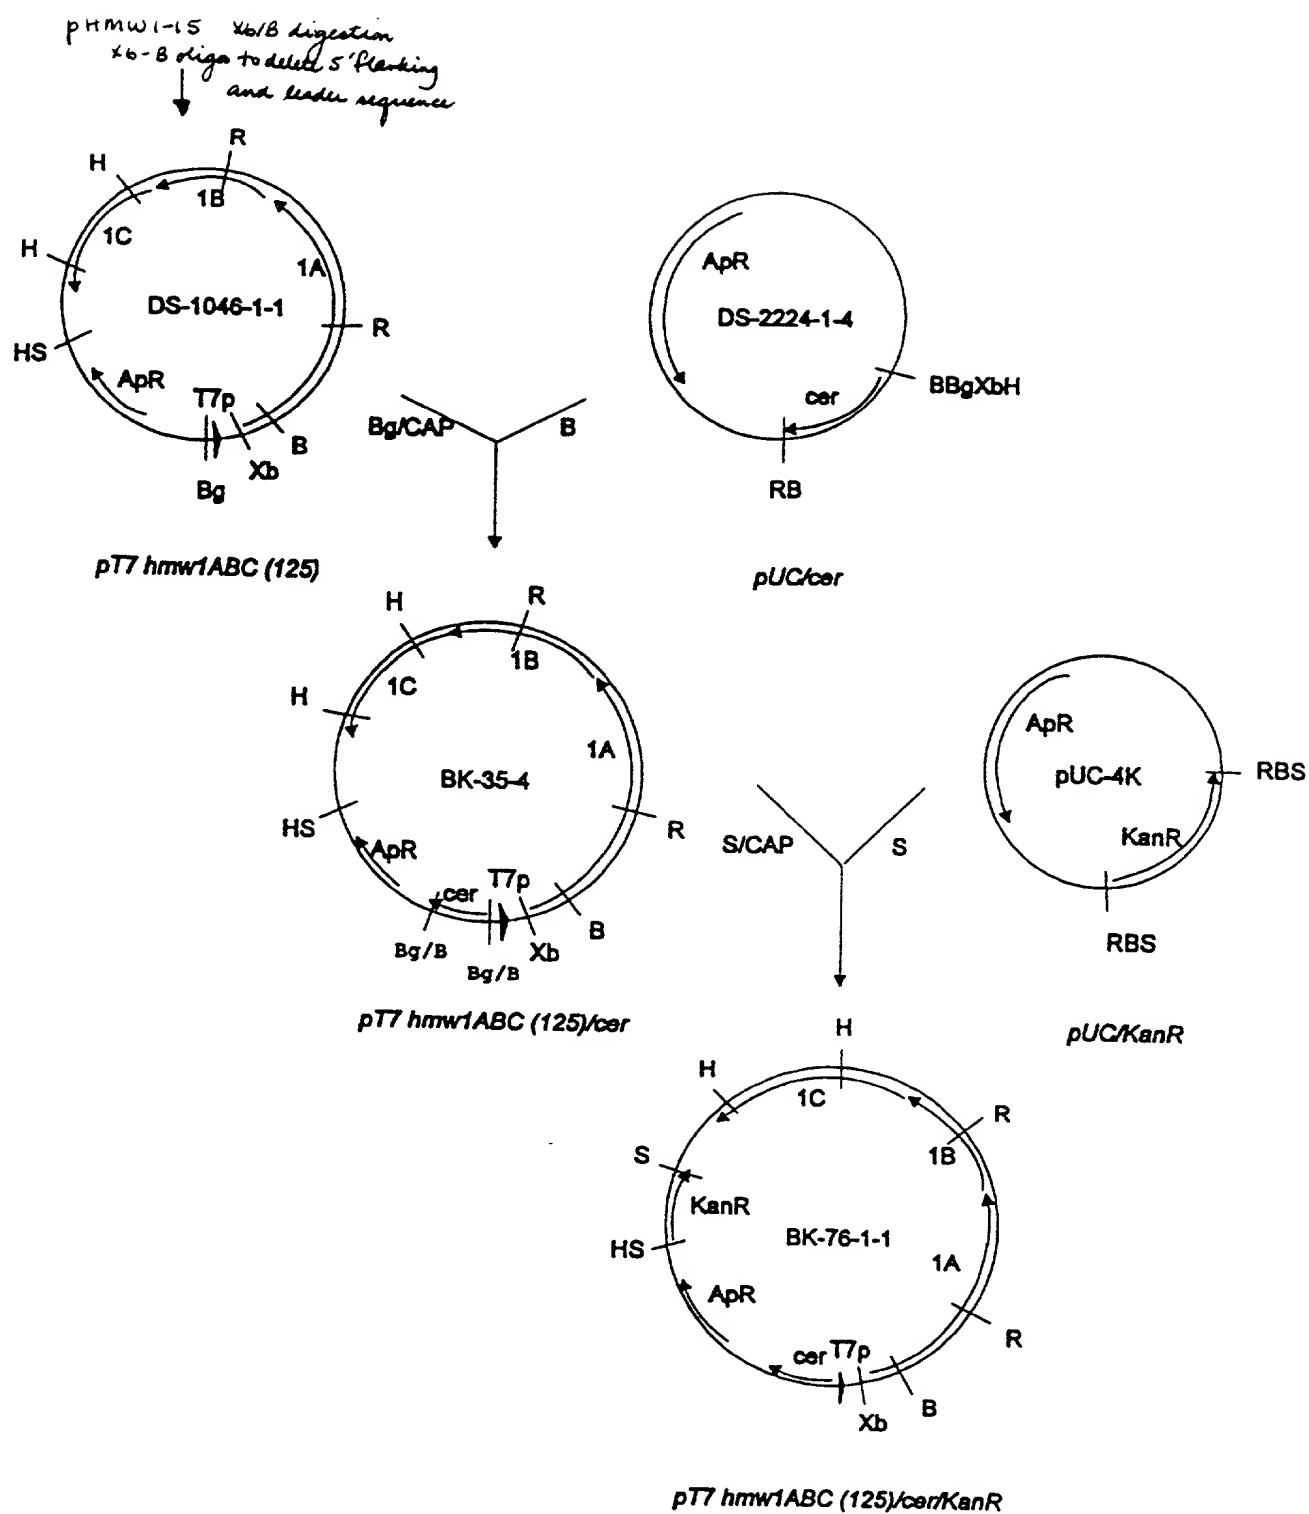 pHMW1-15 Xb/B digestion
Xb-B oligo to delete 5' flanking
and leader sequence
R
H
1B
1C
H
1A
DS-1046-1-1
R
HS
ApR
T7p
B
Xb
Bg
pT7 hmw1ABC (125)
ApR
DS-2224-1-4
BBgXbH
cer
RB
pUC/cer
Bg/CAP
B
R
H
1B
1C
H
1A
BK-35-4
R
HS
ApR
T7p
cer
B
Xb
Bg/B
Bg/B
pT7 hmw1ABC (125)/cer
ApR
pUC-4K
RBS
KanR
RBS
pUC/KanR
S/CAP
S
H
H
1C
R
1B
S
KanR
HS
BK-76-1-1
1A
ApR
R
cer
T7p
B
Xb
pT7 hmw1ABC (125)/cer/KanR